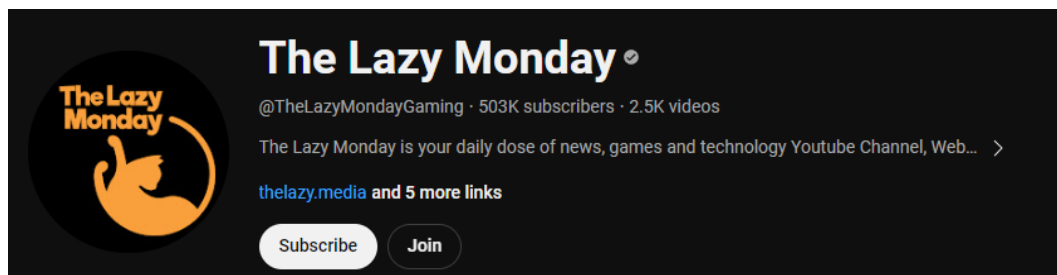 The Lazy
Monday
The Lazy Monday
@TheLazyMondayGaming · 503K subscribers · 2.5K videos
The Lazy Monday is your daily dose of news, games and technology Youtube Channel, Web...
thelazy.media and 5 more links
Subscribe Join